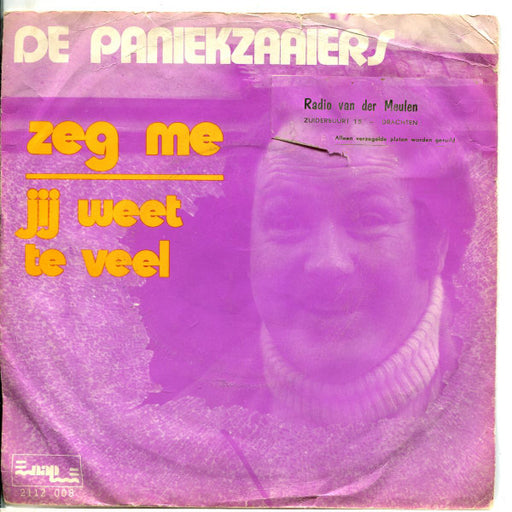 DE PANIEKZAAIERS
Radio van der Meulen
ZUIDERBUURT 15 — DRACHTEN
Alleen verzegelde platen worden geruild
zeg me
jij weet
te veel
2112 008